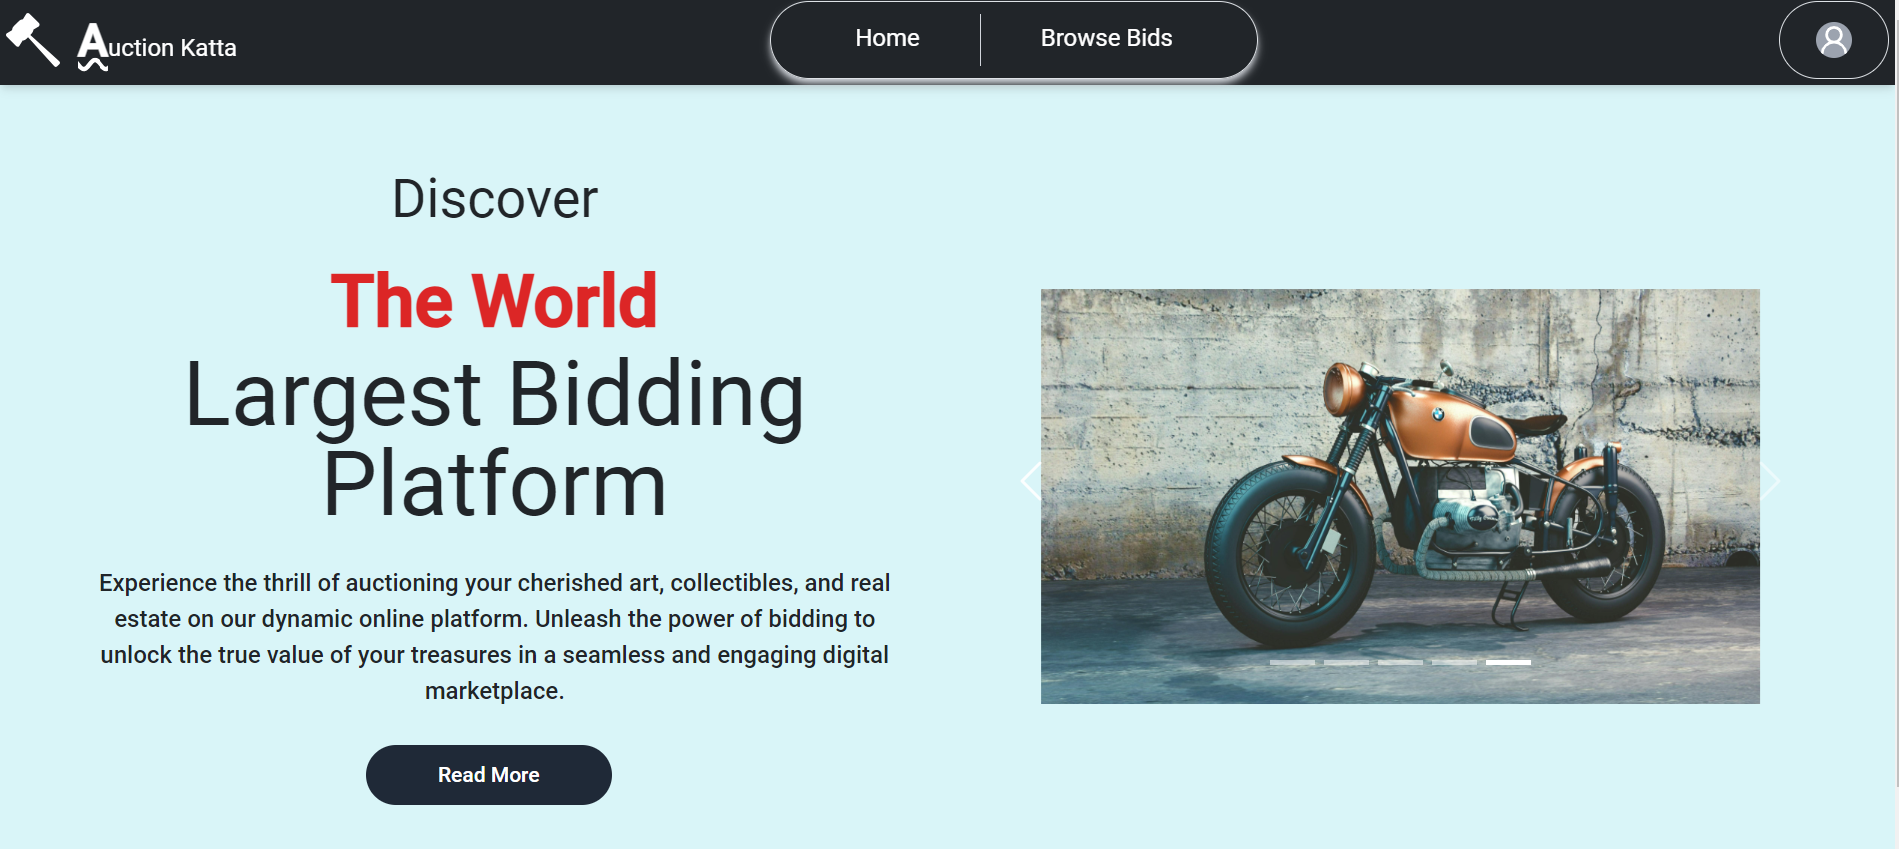 Auction Katta
Home
Browse Bids
Discover
The World
Largest Bidding
Platform
Experience the thrill of auctioning your cherished art, collectibles, and real
estate on our dynamic online platform. Unleash the power of bidding to
unlock the true value of your treasures in a seamless and engaging digital
marketplace.
Read More